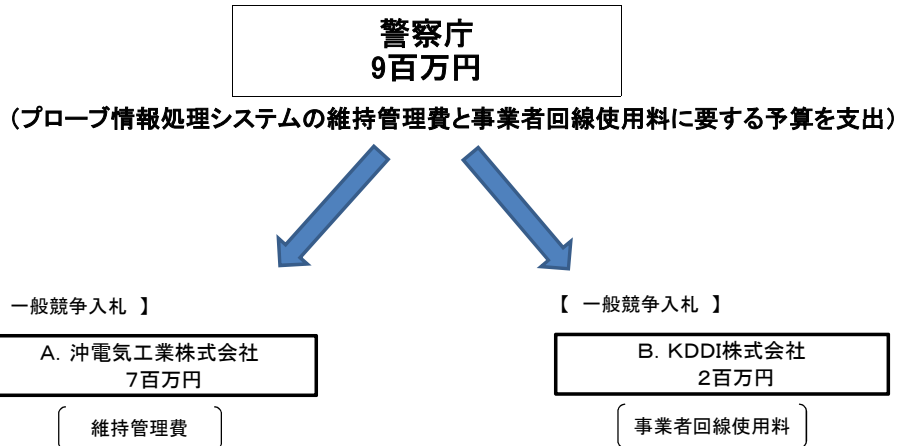 警察庁
9百万円
（プローブ情報処理システムの維持管理費と事業者回線使用料に要する予算を支出）
一般競争入札 】
【 一般競争入札 】
A. 沖電気工業株式会社
7百万円
B. KDDI株式会社
2百万円
維持管理費
事業者回線使用料